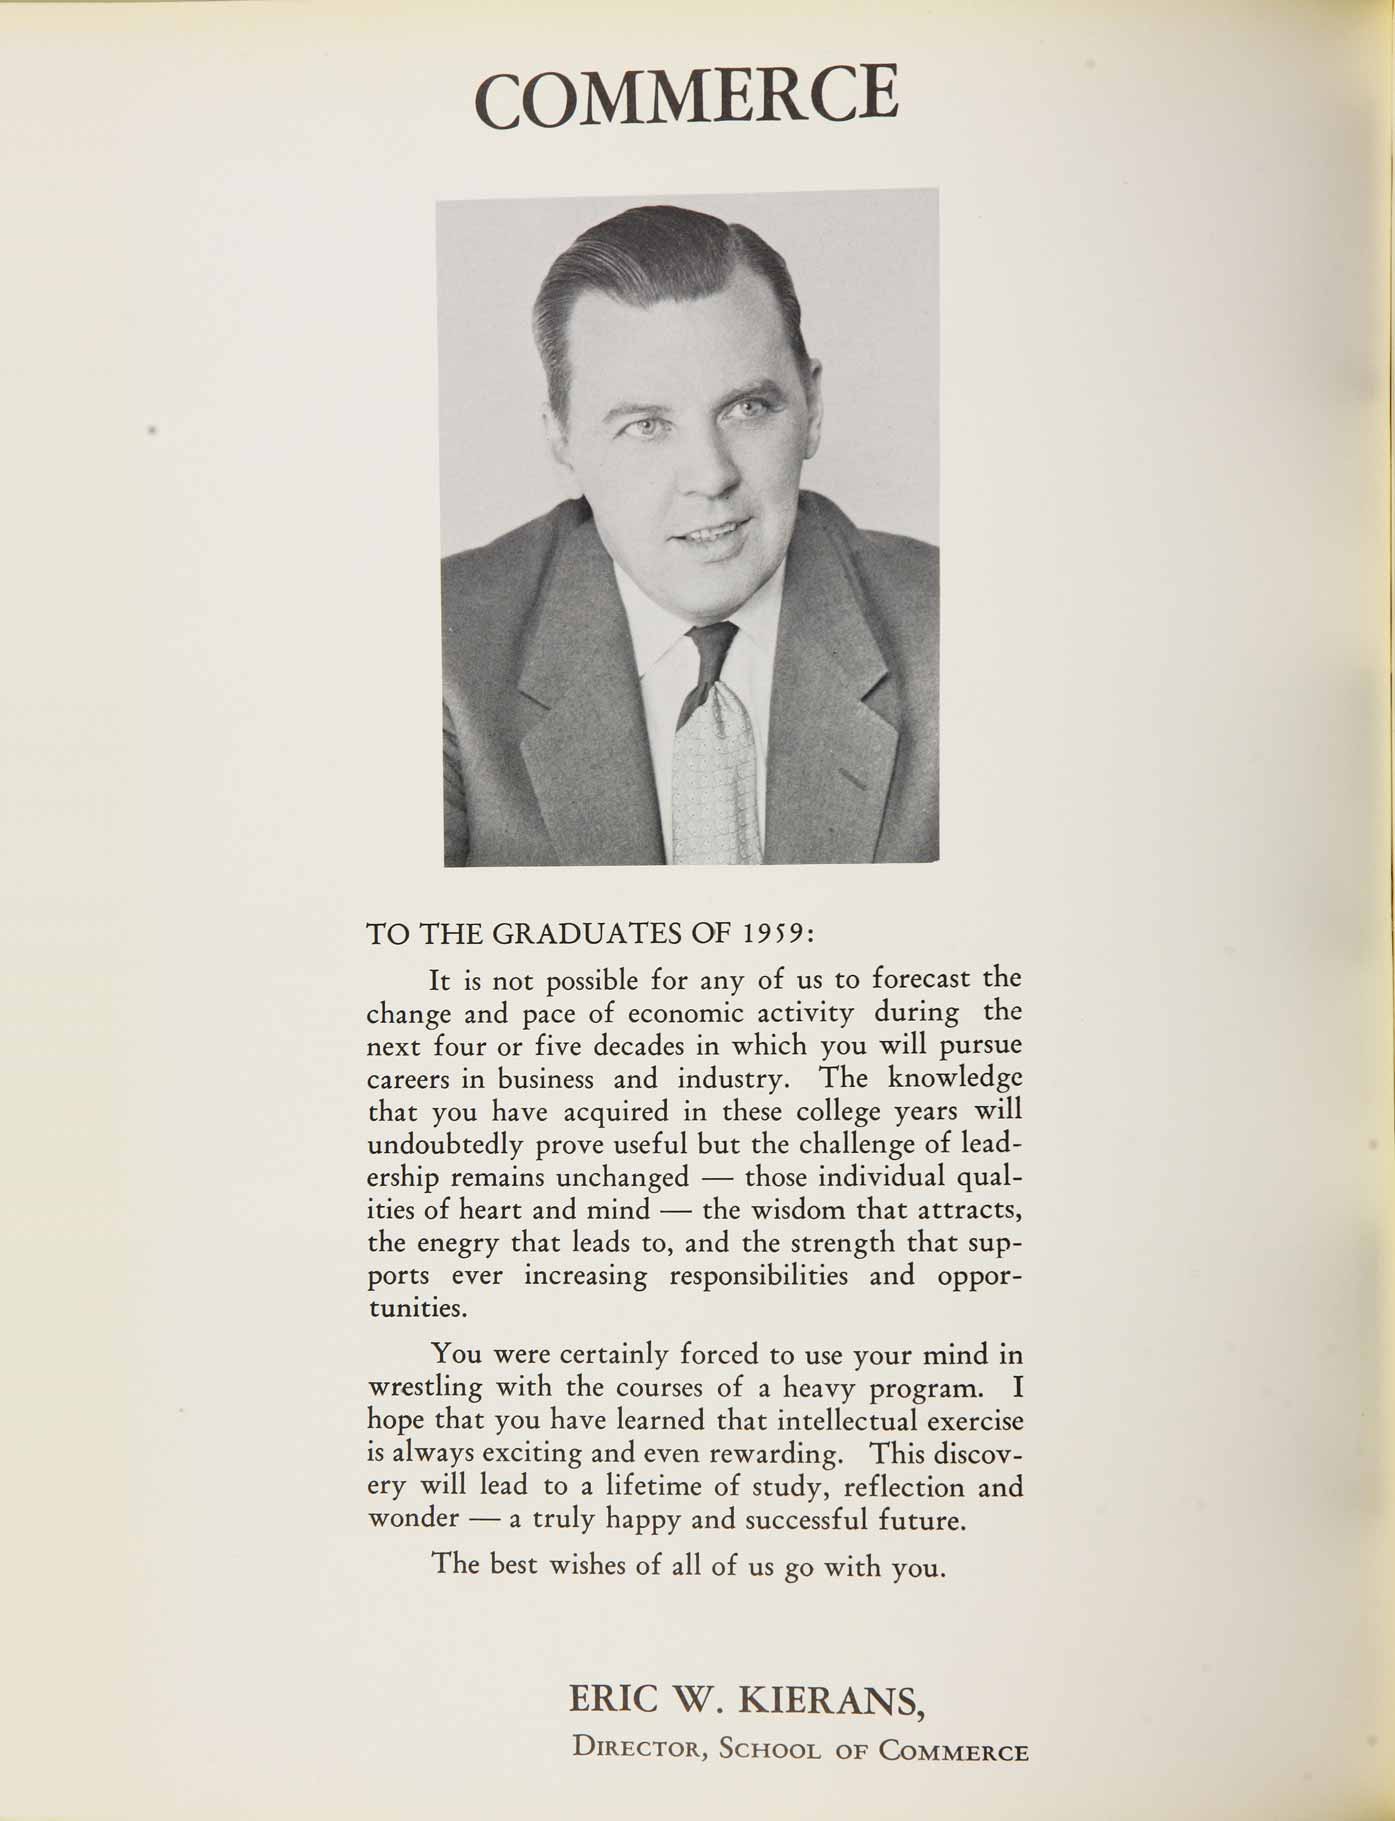 COMMERCE
TO THE GRADUATES OF 1959:
It is not possible for any of us to forecast the
change and pace of economic activity during the
next four or five decades in which you will pursue
careers in business and industry. The knowledge
that you have acquired in these college years will
undoubtedly prove useful but the challenge of lead-
ership remains unchanged — those individual qual-
ities of heart and mind — the wisdom that attracts,
the enegry that leads to, and the strength that sup-
ports ever increasing responsibilities and oppor-
tunities.
You were certainly forced to use your mind in
wrestling with the courses of a heavy program. I
hope that you have learned that intellectual exercise
is always exciting and even rewarding. This discov-
ery will lead to a lifetime of study, reflection and
wonder — a truly happy and successful future.
The best wishes of all of us go with you.
ERIC W. KIERANS,
DIRECTOR, SCHOOL OF COMMERCE